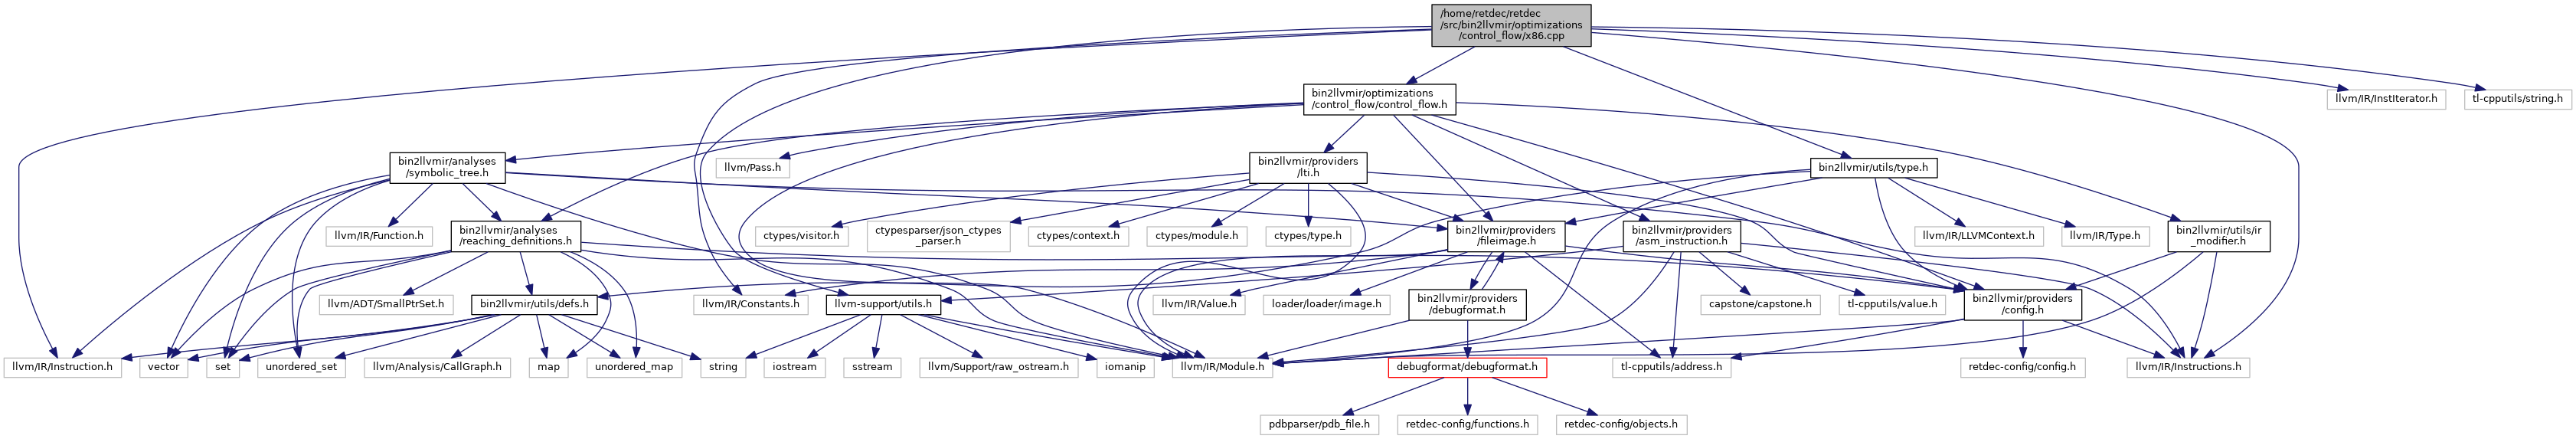 /home/retdec/retdec
/src/bin2llvmir/optimizations
/control_flow/x86.cpp
bin2llvmir/optimizations
/control_flow/control_flow.h
llvm/IR/InstIterator.h
tl-cpputils/string.h
bin2llvmir/analyses
/symbolic_tree.h
llvm/Pass.h
bin2llvmir/providers
/lti.h
bin2llvmir/utils/type.h
llvm/IR/Function.h
bin2llvmir/analyses
/reaching_definitions.h
ctypes/visitor.h
ctypesparser/json_ctypes
_parser.h
ctypes/context.h
ctypes/module.h
ctypes/type.h
bin2llvmir/providers
/fileimage.h
bin2llvmir/providers
/asm_instruction.h
llvm/IR/LLVMContext.h
llvm/IR/Type.h
bin2llvmir/utils/ir
_modifier.h
llvm/ADT/SmallPtrSet.h
bin2llvmir/utils/defs.h
llvm/IR/Constants.h
llvm-support/utils.h
llvm/IR/Value.h
loader/loader/image.h
bin2llvmir/providers
/debugformat.h
capstone/capstone.h
tl-cpputils/value.h
bin2llvmir/providers
/config.h
llvm/IR/Instruction.h
vector
set
unordered_set
llvm/Analysis/CallGraph.h
map
unordered_map
string
iostream
sstream
llvm/Support/raw_ostream.h
iomanip
llvm/IR/Module.h
debugformat/debugformat.h
tl-cpputils/address.h
retdec-config/config.h
llvm/IR/Instructions.h
pdbparser/pdb_file.h
retdec-config/functions.h
retdec-config/objects.h